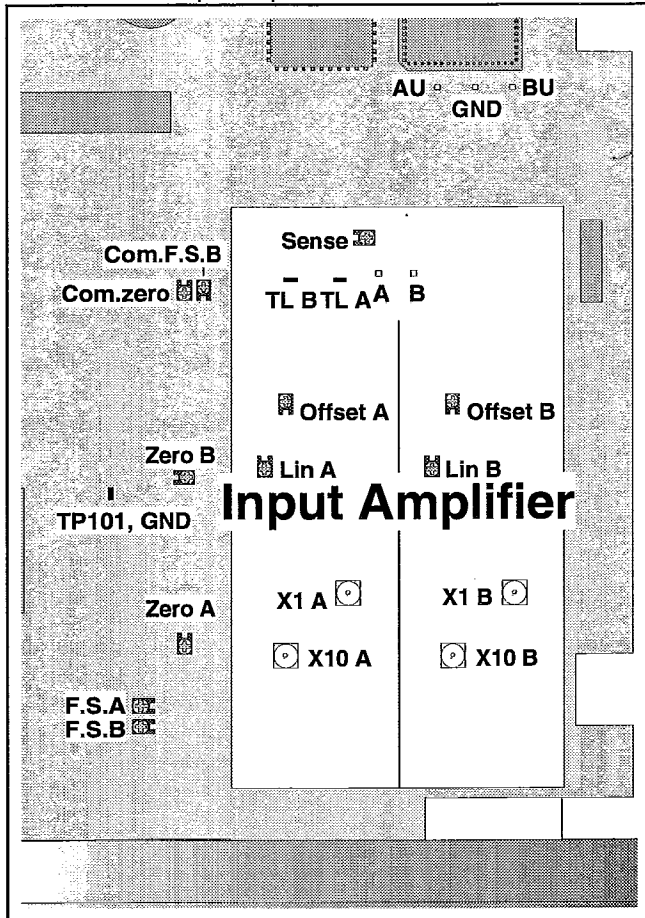 AU BU
GND
Sense
Com.F.S.B
Com.zero
TL B TL A A B
Offset A Offset B
Zero B
Lin A Lin B
Input Amplifier
TP101, GND
X1 A X1 B
Zero A
X10 A X10 B
F.S.A
F.S.B